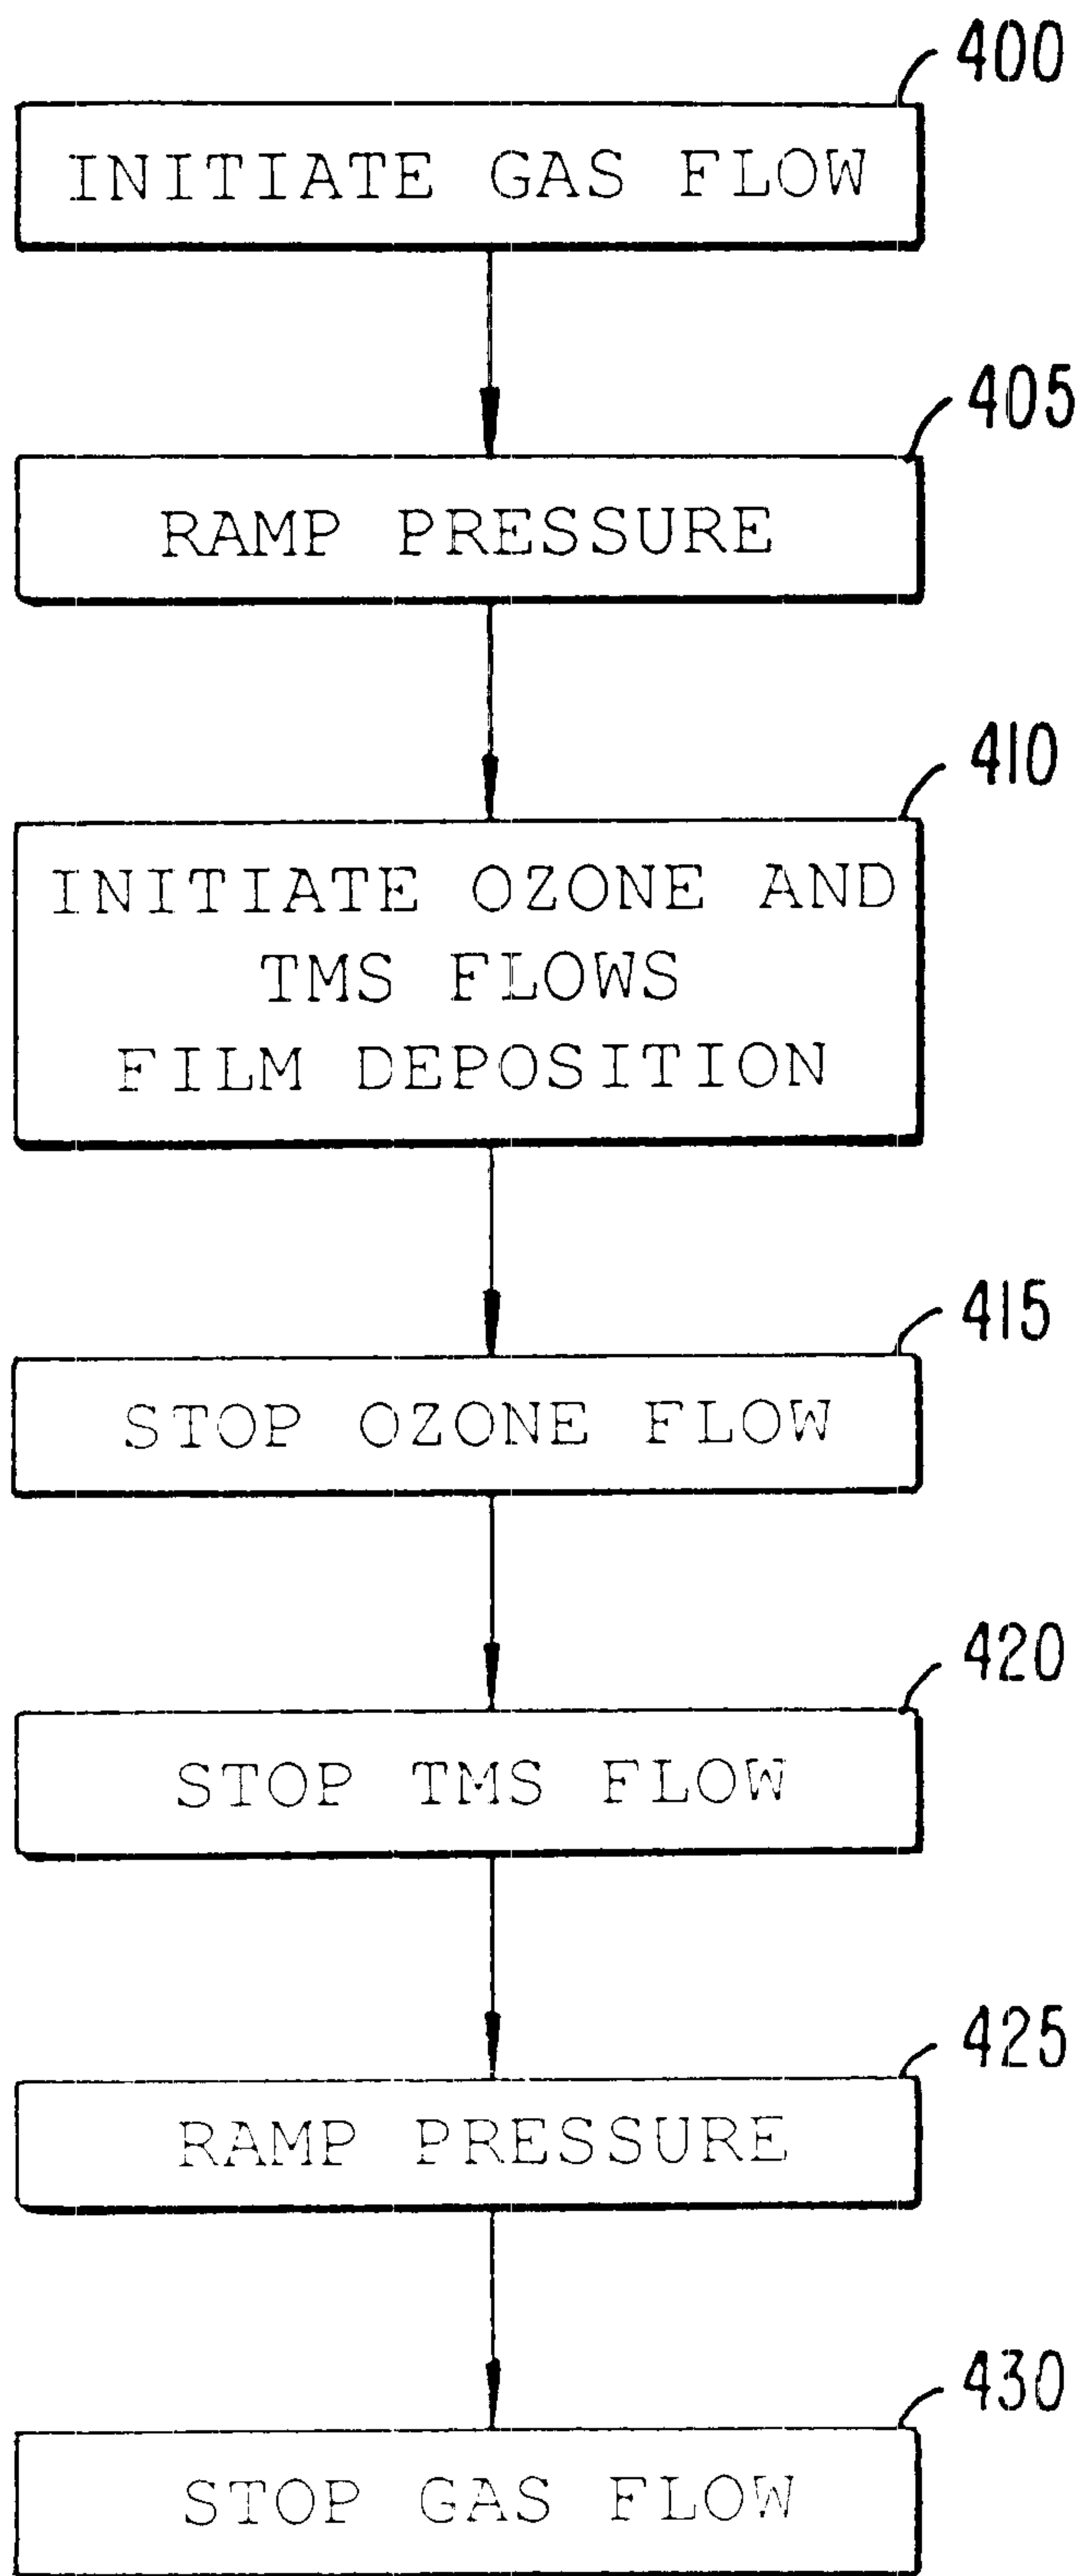 400
INITIATE GAS FLOW
405
RAMP PRESSURE
410
INITIATE OZONE AND
TMS FLOWS
FILM DEPOSITION
415
STOP OZONE FLOW
420
STOP TMS FLOW
425
RAMP PRESSURE
430
STOP GAS FLOW